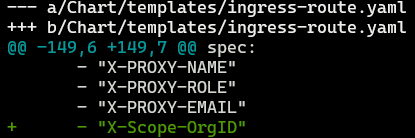 --- a/Chart/templates/ingress-route.yaml
+++ b/Chart/templates/ingress-route.yaml
@@ -149,6 +149,7 @@ spec:
        - "X-PROXY-NAME"
        - "X-PROXY-ROLE"
        - "X-PROXY-EMAIL"
+       - "X-Scope-OrgID"